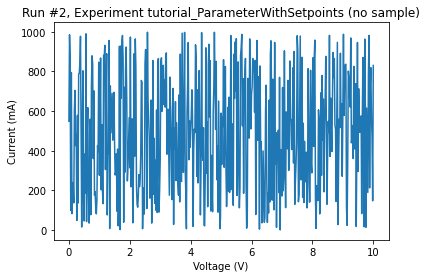 Run #2, Experiment tutorial_ParameterWithSetpoints (no sample)
1000
800
600
400
200
0
Current (mA)
0 2 4 6 8 10
Voltage (V)